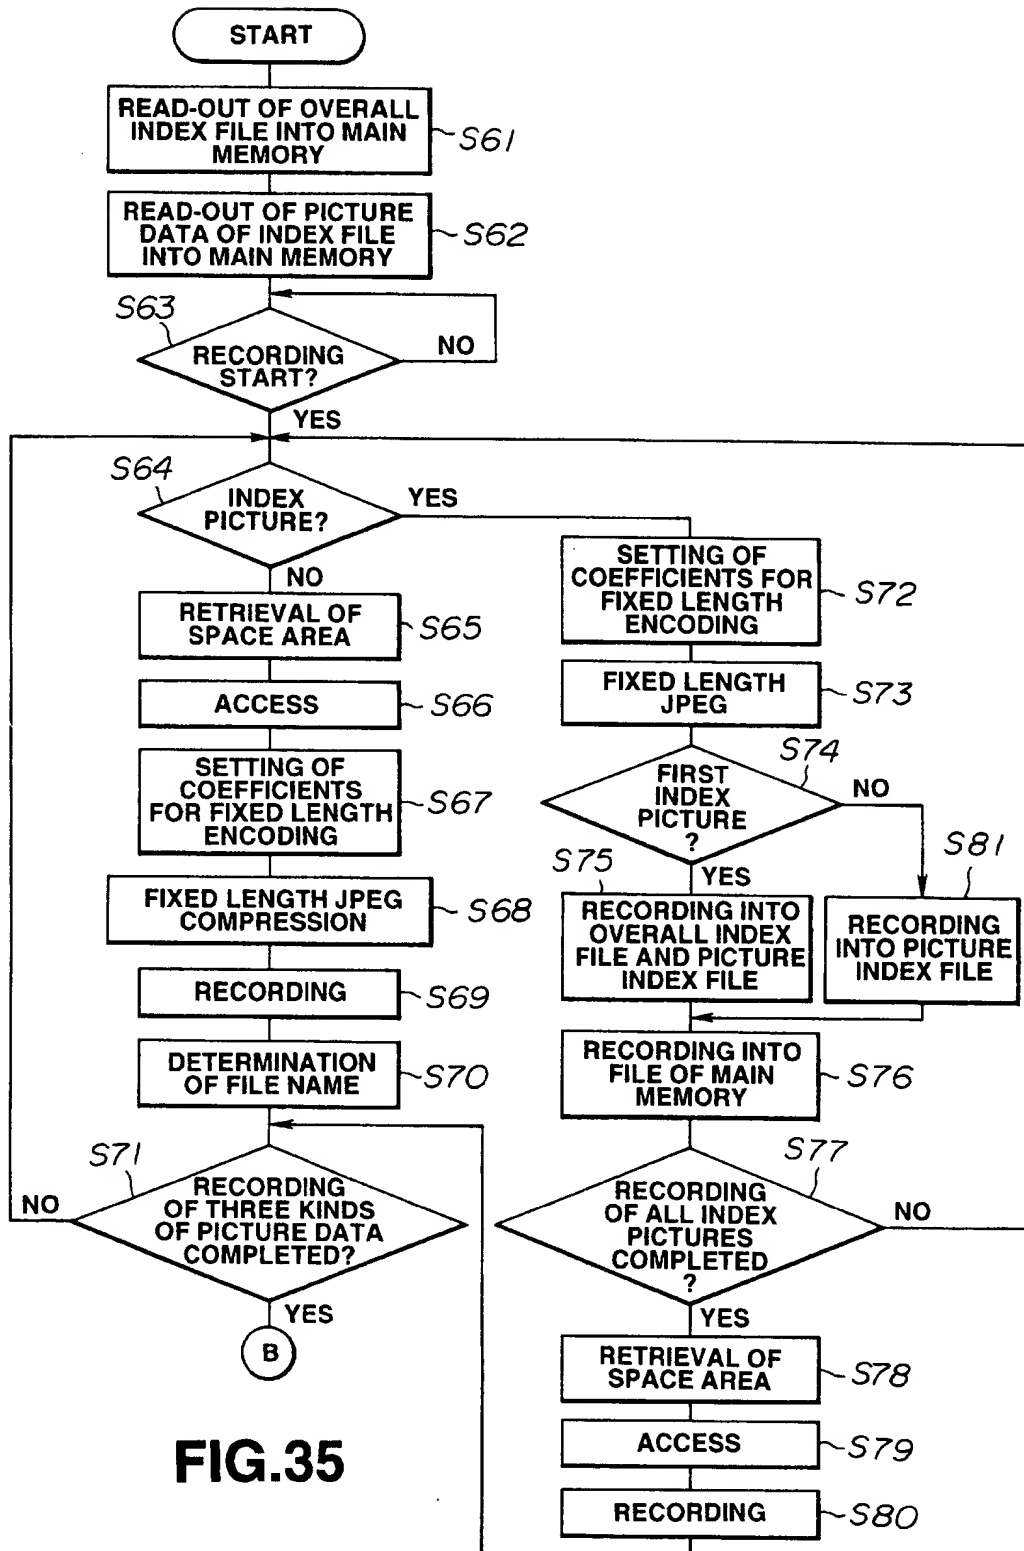 START
READ-OUT OF OVERALL
INDEX FILE INTO MAIN
MEMORY
S61
READ-OUT OF PICTURE
DATA OF INDEX FILE
INTO MAIN MEMORY
S62
S63
RECORDING
START?
NO
YES
S64
INDEX
PICTURE?
YES
NO
RETRIEVAL OF
SPACE AREA
S65
ACCESS
S66
SETTING OF
COEFFICIENTS
FOR FIXED LENGTH
ENCODING
S67
FIXED LENGTH JPEG
COMPRESSION
S68
RECORDING
S69
DETERMINATION
OF FILE NAME
S70
S71
RECORDING
OF THREE KINDS
OF PICTURE DATA
COMPLETED?
NO
YES
B
SETTING OF
COEFFICIENTS FOR
FIXED LENGTH
ENCODING
S72
FIXED LENGTH
JPEG
S73
S74
FIRST
INDEX
PICTURE
?
NO
YES
S75
RECORDING INTO
OVERALL INDEX
FILE AND PICTURE
INDEX FILE
S81
RECORDING
INTO PICTURE
INDEX FILE
RECORDING INTO
FILE OF MAIN
MEMORY
S76
S77
RECORDING
OF ALL INDEX
PICTURES
COMPLETED
?
NO
YES
RETRIEVAL OF
SPACE AREA
S78
ACCESS
S79
RECORDING
S80
FIG.35